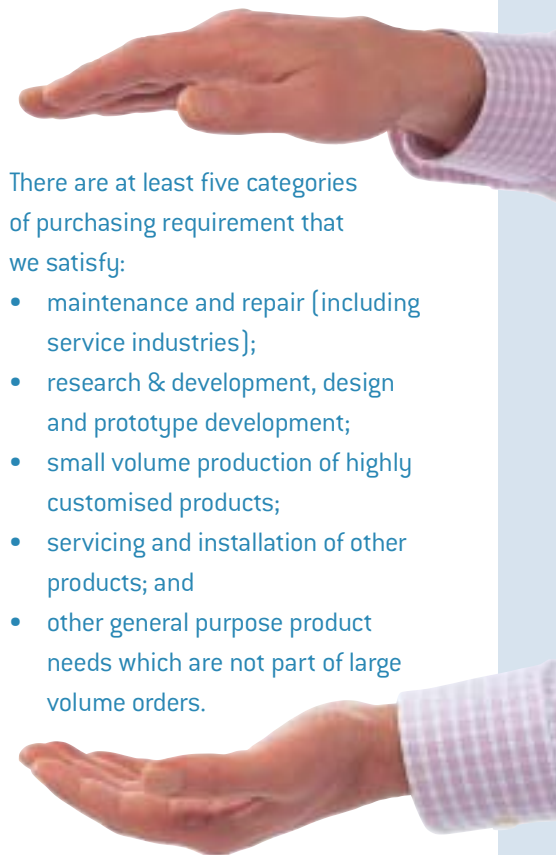 There are at least five categories
of purchasing requirement that
we satisfy:
• maintenance and repair (including
service industries);
• research & development, design
and prototype development;
• small volume production of highly
customised products;
• servicing and installation of other
products; and
• other general purpose product
needs which are not part of large
volume orders.